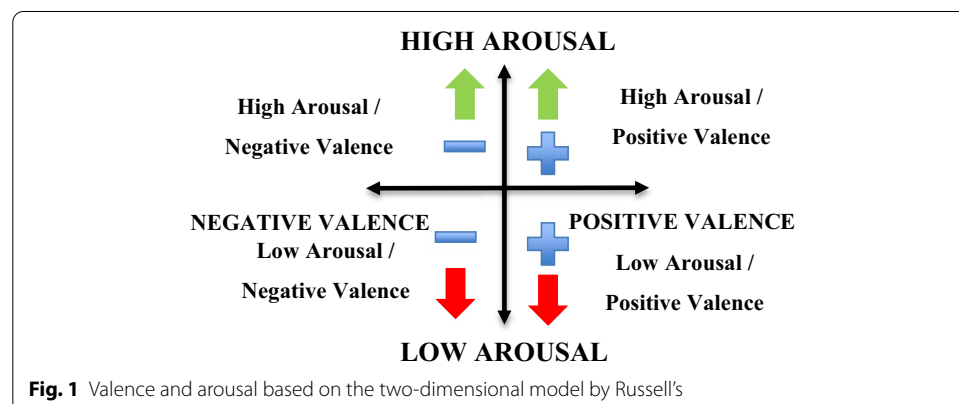 HIGH AROUSAL
High Arousal /
Negative Valence
High Arousal /
Positive Valence
NEGATIVE VALENCE
Low Arousal /
Negative Valence
POSITIVE VALENCE
Low Arousal /
Positive Valence
LOW AROUSAL
Fig. 1 Valence and arousal based on the two-dimensional model by Russell's